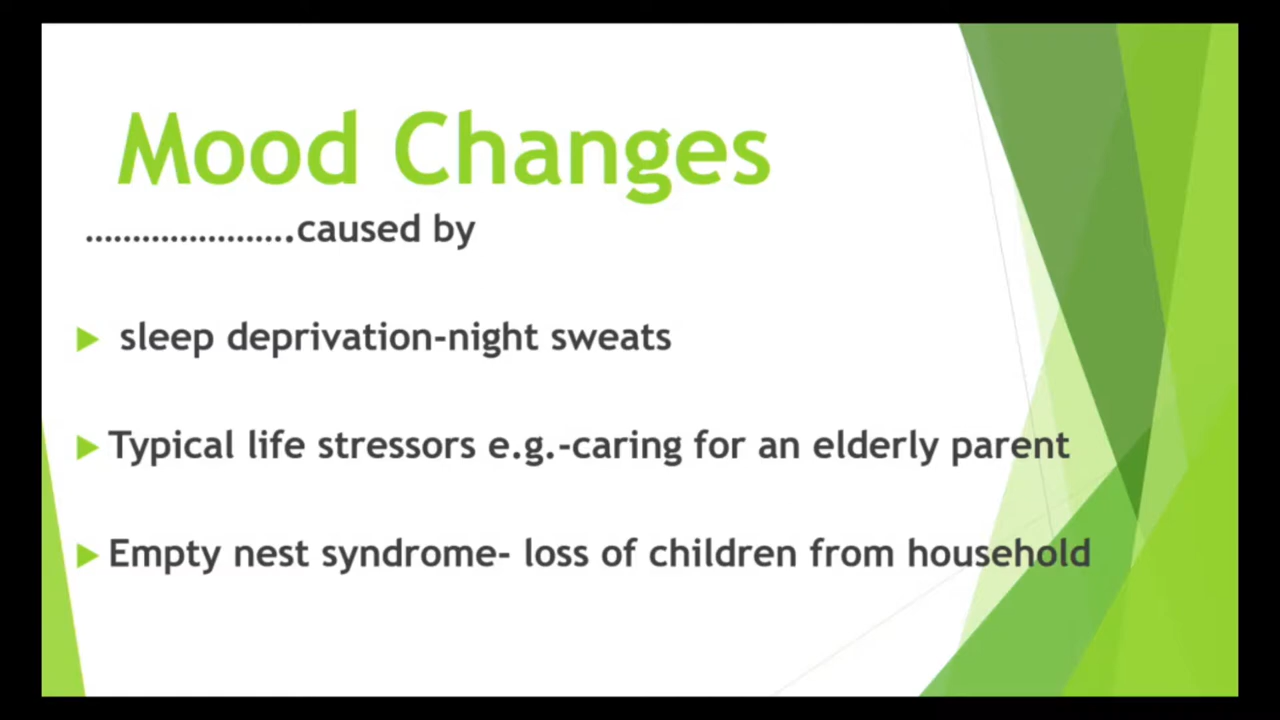 Mood Changes
………………….caused by
sleep deprivation-night sweats
Typical life stressors e.g.-caring for an elderly parent
Empty nest syndrome- loss of children from household